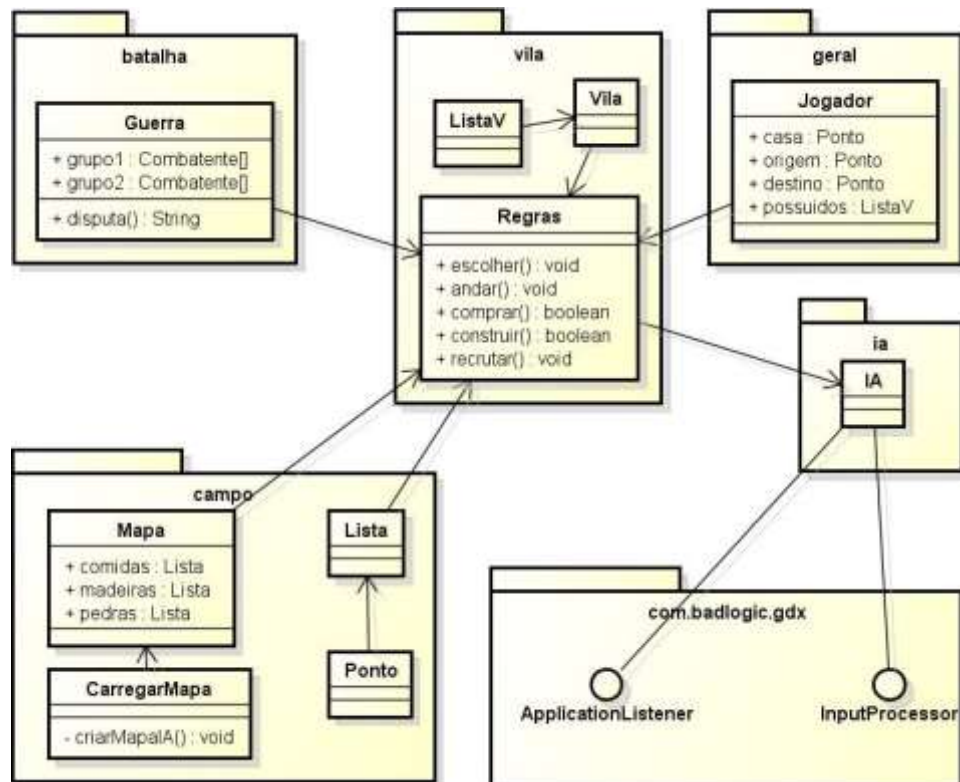 batalha
Guerra
+ grupo1 : Combatente[]
+ grupo2 : Combatente[]
+ disputa() : String
vila
ListaV
Vila
Regras
+ escolher() : void
+ andar() : void
+ comprar() : boolean
+ construir() : boolean
+ recrutar() : void
geral
Jogador
+ casa : Ponto
+ origem : Ponto
+ destino : Ponto
+ possuidos : ListaV
ia
IA
campo
Mapa
+ comidas : Lista
+ madeiras : Lista
+ pedras : Lista
CarregarMapa
- criarMapaIA() : void
Lista
Ponto
com.badlogic.gdx
ApplicationListener
InputProcessor